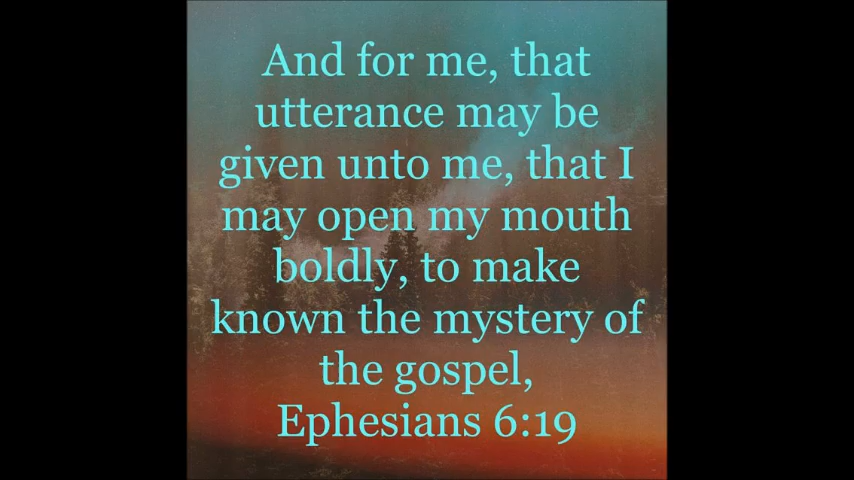 And for me, that
utterance may be
given unto me, that I
may open my mouth
boldly, to make
known the mystery of
the gospel,
Ephesians 6:19